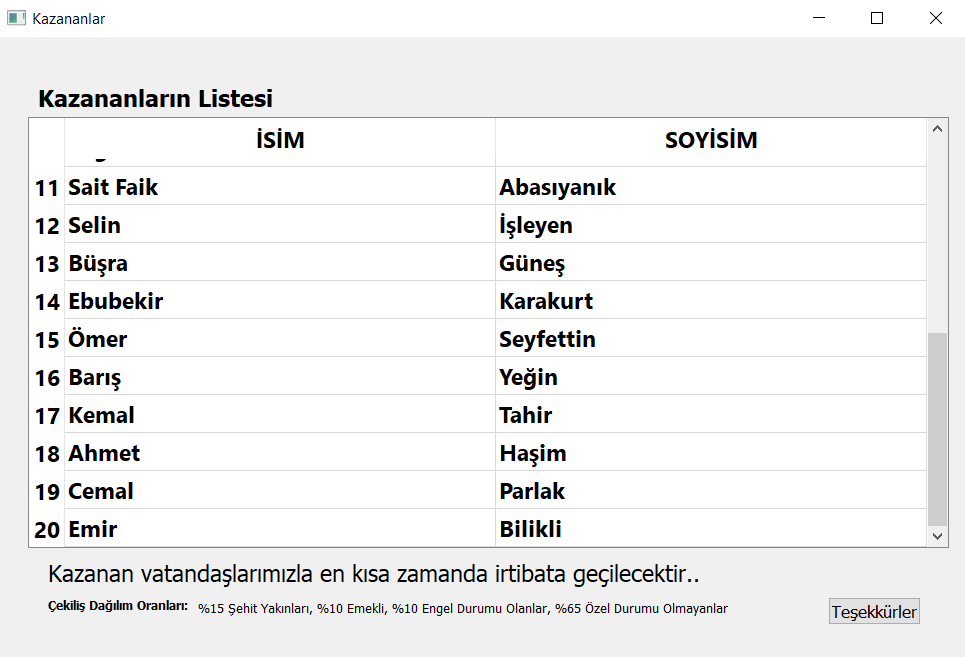 Kazananlar
Kazananların Listesi
İSİM SOYİSİM
11 Sait Faik Abasıyanık
12 Selin İşleyen
13 Büşra Güneş
14 Ebubekir Karakurt
15 Ömer Seyfettin
16 Barış Yeğin
17 Kemal Tahir
18 Ahmet Haşim
19 Cemal Parlak
20 Emir Bilikli
Kazanan vatandaşlarımızla en kısa zamanda irtibata geçilecektir..
Çekiliş Dağılım Oranları: %15 Şehit Yakınları, %10 Emekli, %10 Engel Durumu Olanlar, %65 Özel Durumu Olmayanlar
Teşekkürler